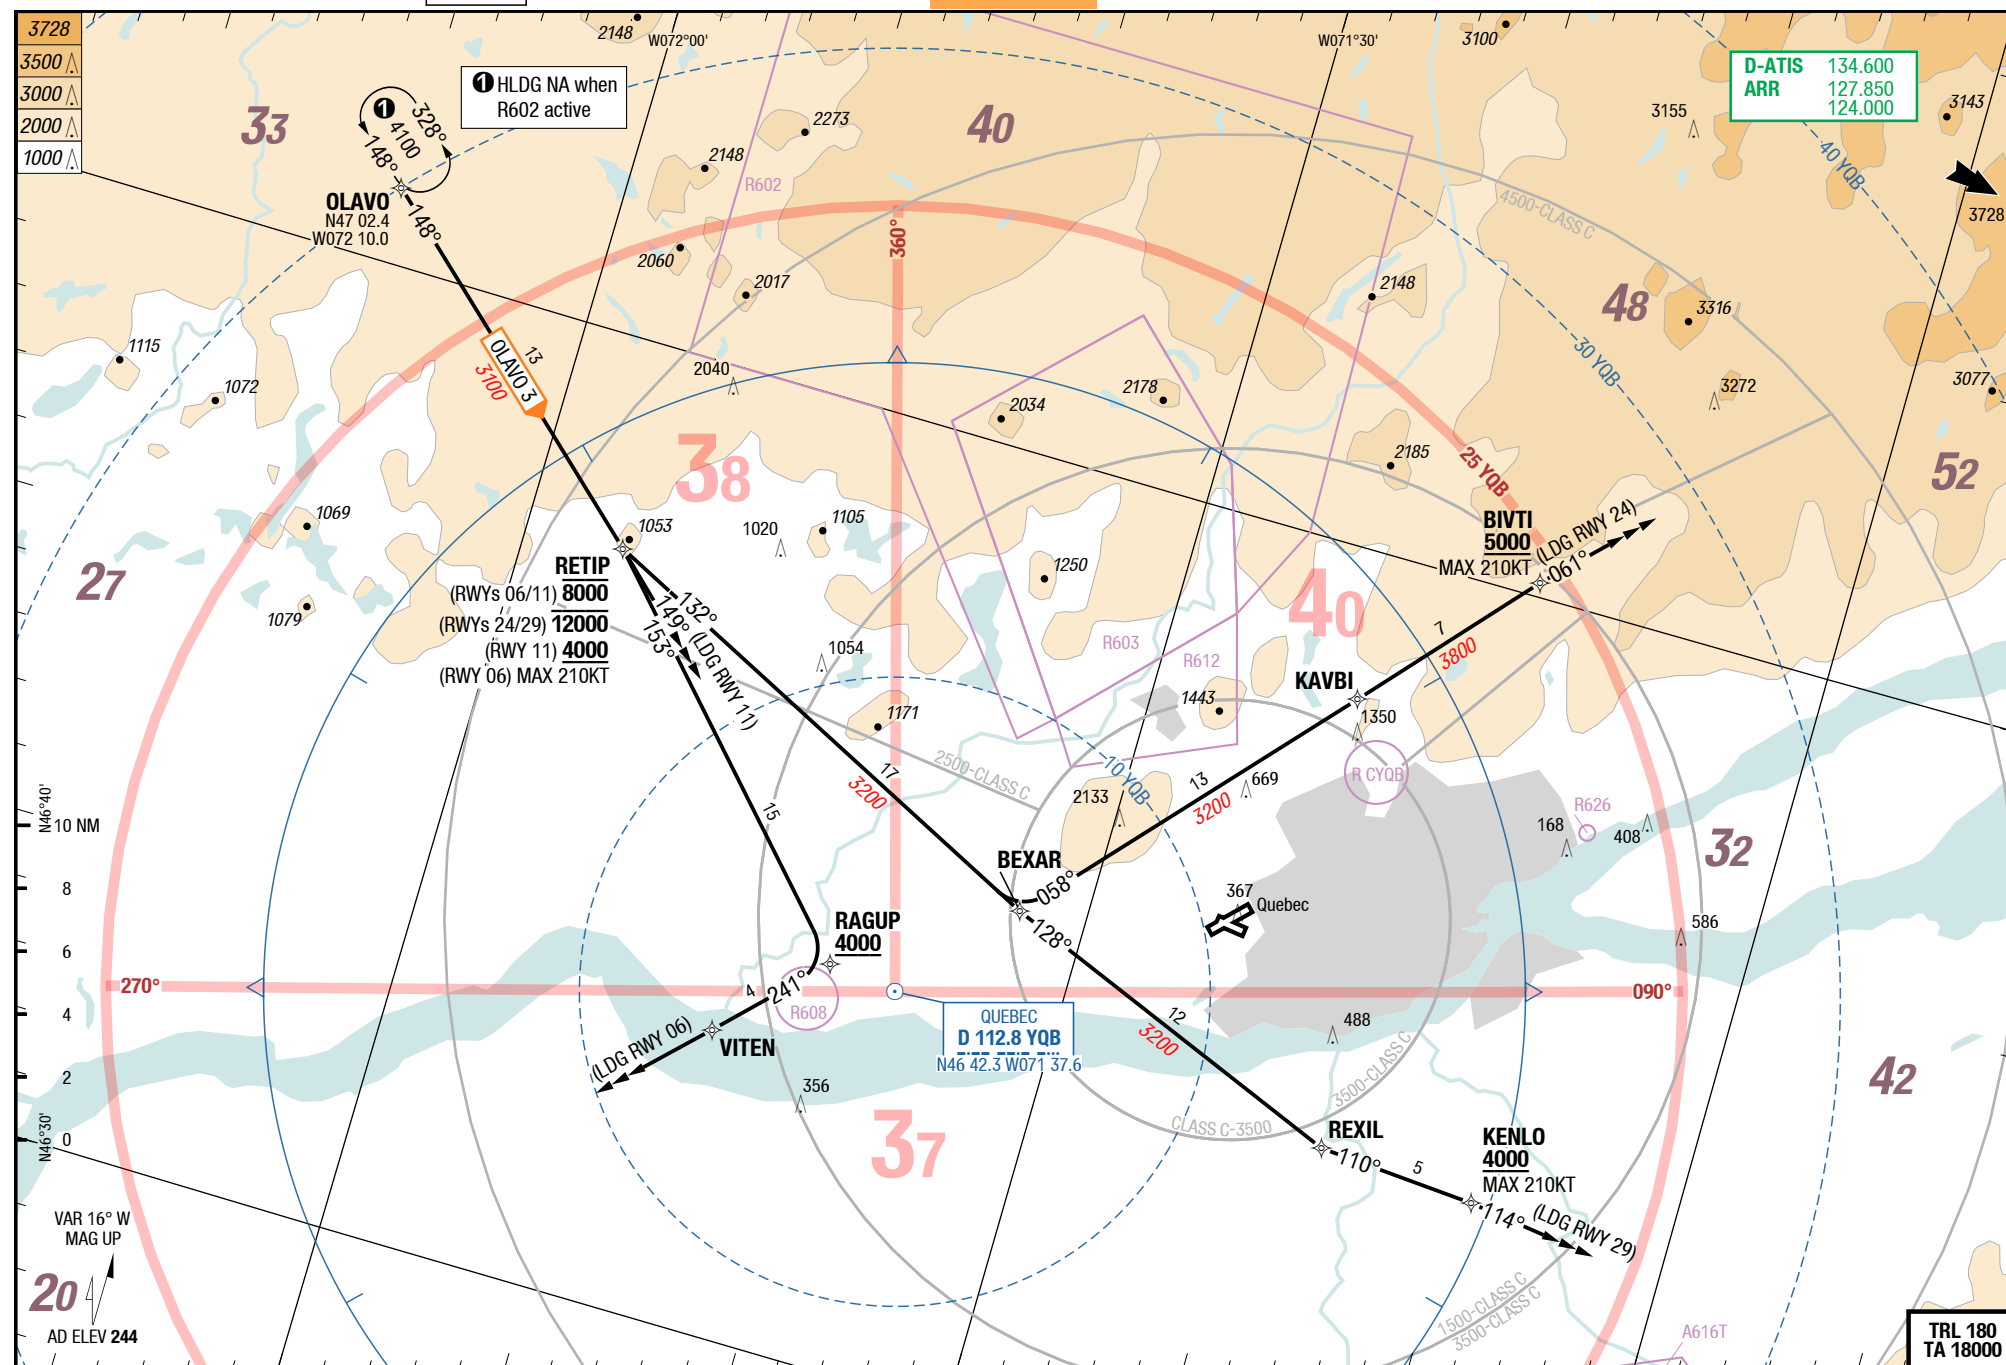 3728
3500
3000
2000
1000
2148
W072°00'
W071°30'
3100
❶ HLDG NA when
R602 active
D-ATIS 134.600
ARR 127.850
124.000
33
❶
4100
328°
148°
OLAVO
N47 02.4
W072 10.0
148°
2273
2148
R602
40
3155
3143
40 YQB
3728
4500-CLASS C
2060
2017
360°
2148
48
3316
30 YQB
1115
1072
13
OLAVO 3
3100
2040
2034
2178
3272
3077
38
2185
25 YQB
52
1069
1053
1020
1105
BIVTI
5000
MAX 210KT
(LDG RWY 24)
061°
27
1079
RETIP
(RWYs 06/11) 8000
(RWYs 24/29) 12000
(RWY 11) 4000
(RWY 06) MAX 210KT
132°
149° (LDG RWY 11)
153°
1250
40
1054
R603
R612
7
3800
KAVBI
1443
1350
1171
2500-CLASS C
10 YQB
17
3200
13
3200
669
R CYQB
2133
15
R626
168
408
32
N46°40'
10 NM
8
6
4
2
0
N46°30'
BEXAR
058°
128°
367
Quebec
RAGUP
4000
586
270°
090°
4
241°
R608
VITEN
(LDG RWY 06)
QUEBEC
D 112.8 YQB
N46 42.3 W071 37.6
12
3200
488
356
3500-CLASS C
CLASS C-3500
42
37
REXIL
110°
5
KENLO
4000
MAX 210KT
114°
(LDG RWY 29)
VAR 16° W
MAG UP
20
AD ELEV 244
1500-CLASS C
3500-CLASS C
A616T
TRL 180
TA 18000